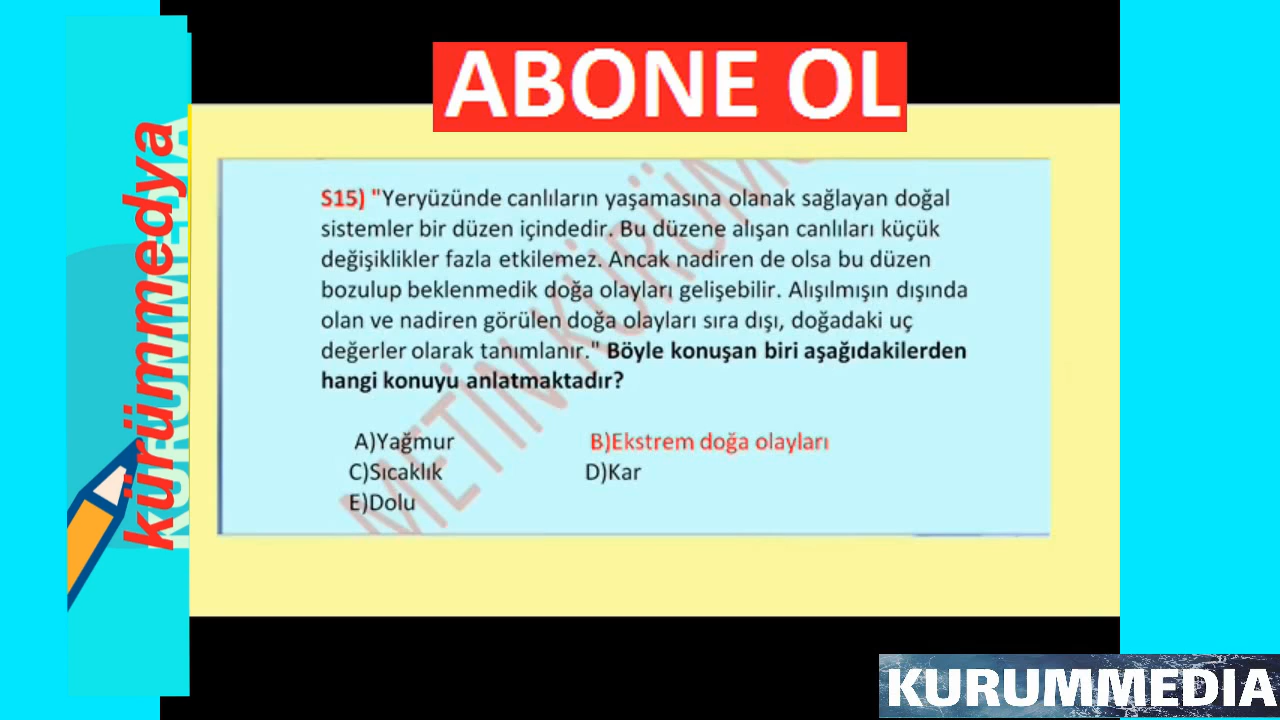 ABONE OL
kürümmedya
KURUMMEDYA
METİN KÜRÜM
S15) "Yeryüzünde canlıların yaşamasına olanak sağlayan doğal
sistemler bir düzen içindedir. Bu düzene alışan canlıları küçük
değişiklikler fazla etkilemez. Ancak nadiren de olsa bu düzen
bozulup beklenmedik doğa olayları gelişebilir. Alışılmışın dışında
olan ve nadiren görülen doğa olayları sıra dışı, doğadaki uç
değerler olarak tanımlanır." Böyle konuşan biri aşağıdakilerden
hangi konuyu anlatmaktadır?
A)Yağmur B)Ekstrem doğa olayları
C)Sıcaklık D)Kar
E)Dolu
KURUMMEDIA